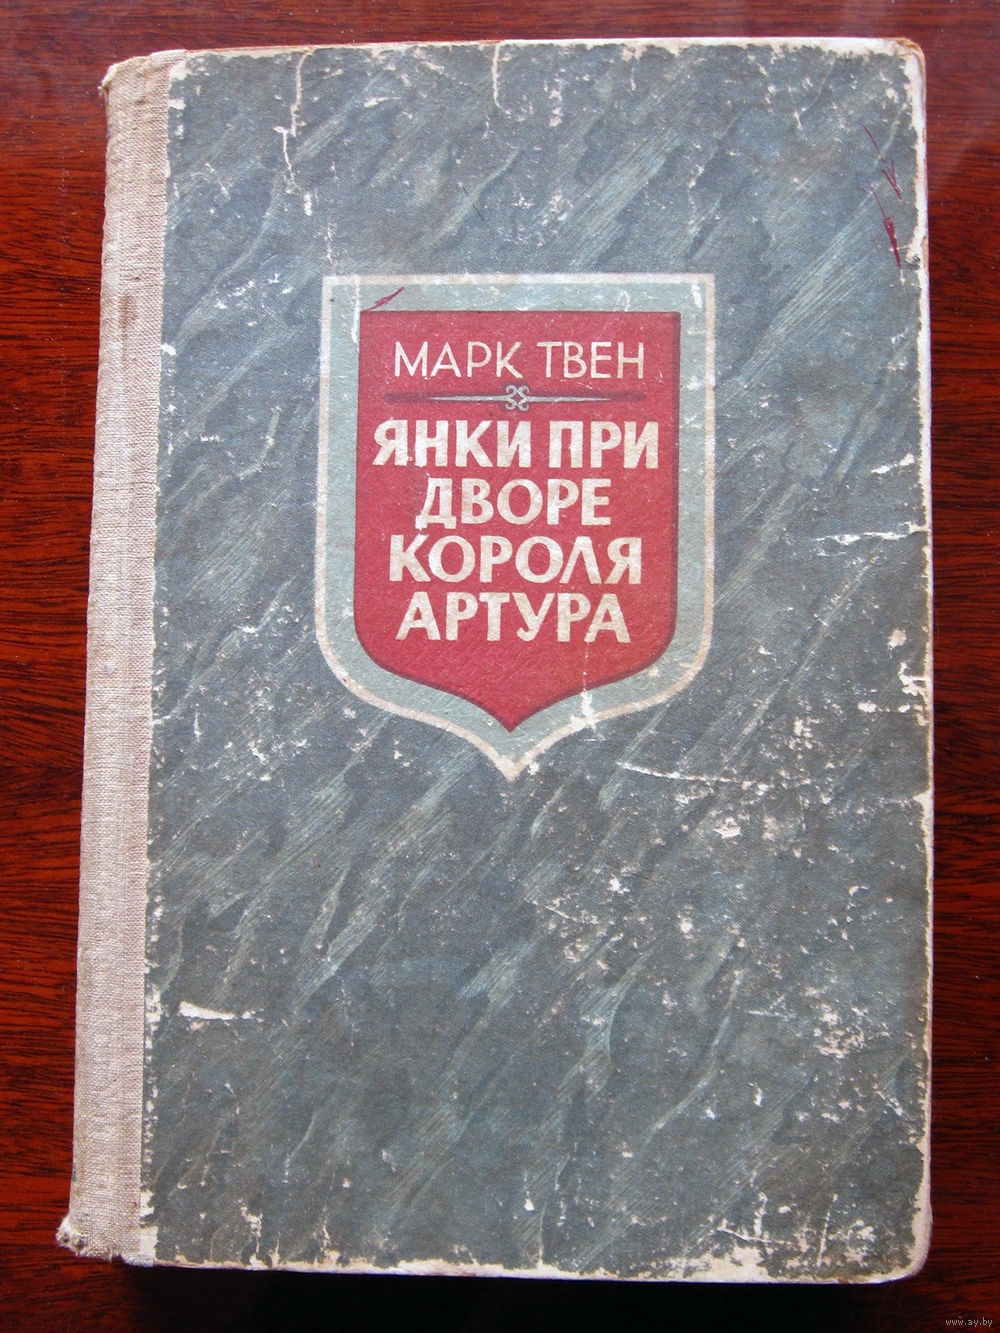 МАРК ТВЕН
ЯНКИ ПРИ
ДВОРЕ
КОРОЛЯ
АРТУРА
www.ay.by